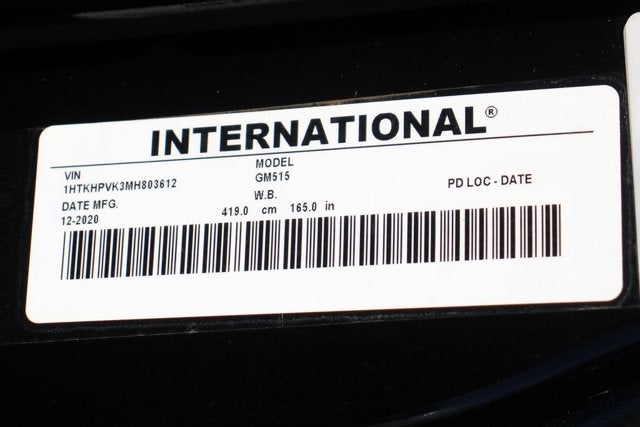 INTERNATIONAL®
VIN MODEL
1HTKHPVK3MH803612 GM515
DATE MFG. W.B. PD LOC - DATE
12-2020 419.0 cm 165.0 in